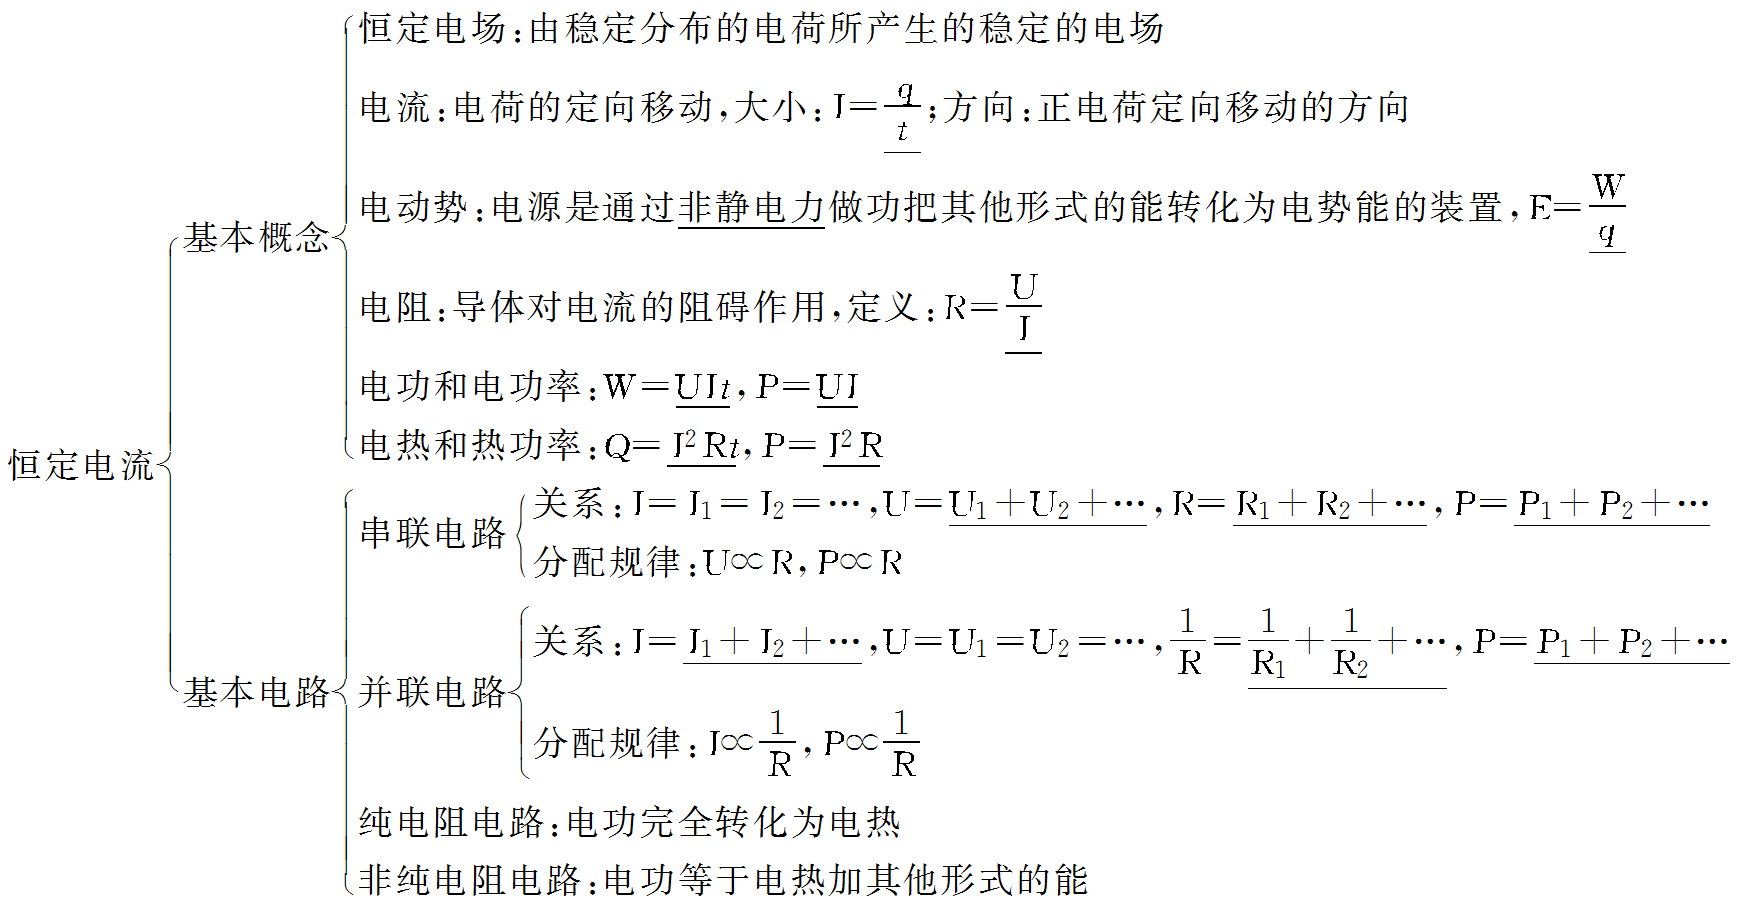 恒定电流
基本概念
恒定电场:由稳定分布的电荷所产生的稳定的电场
电流:电荷的定向移动,大小:I=q/t;方向:正电荷定向移动的方向
电动势:电源是通过非静电力做功把其他形式的能转化为电势能的装置,E=W/q
电阻:导体对电流的阻碍作用,定义:R=U/I
电功和电功率:W=UIt,P=UI
电热和热功率:Q=I²Rt,P=I²R
基本电路
串联电路
关系:I=I₁=I₂=…,U=U₁+U₂+…,R=R₁+R₂+…,P=P₁+P₂+…
分配规律:U∝R,P∝R
并联电路
关系:I=I₁+I₂+…,U=U₁=U₂=…,1/R=1/R₁+1/R₂+…,P=P₁+P₂+…
分配规律:I∝1/R,P∝1/R
纯电阻电路:电功完全转化为电热
非纯电阻电路:电功等于电热加其他形式的能